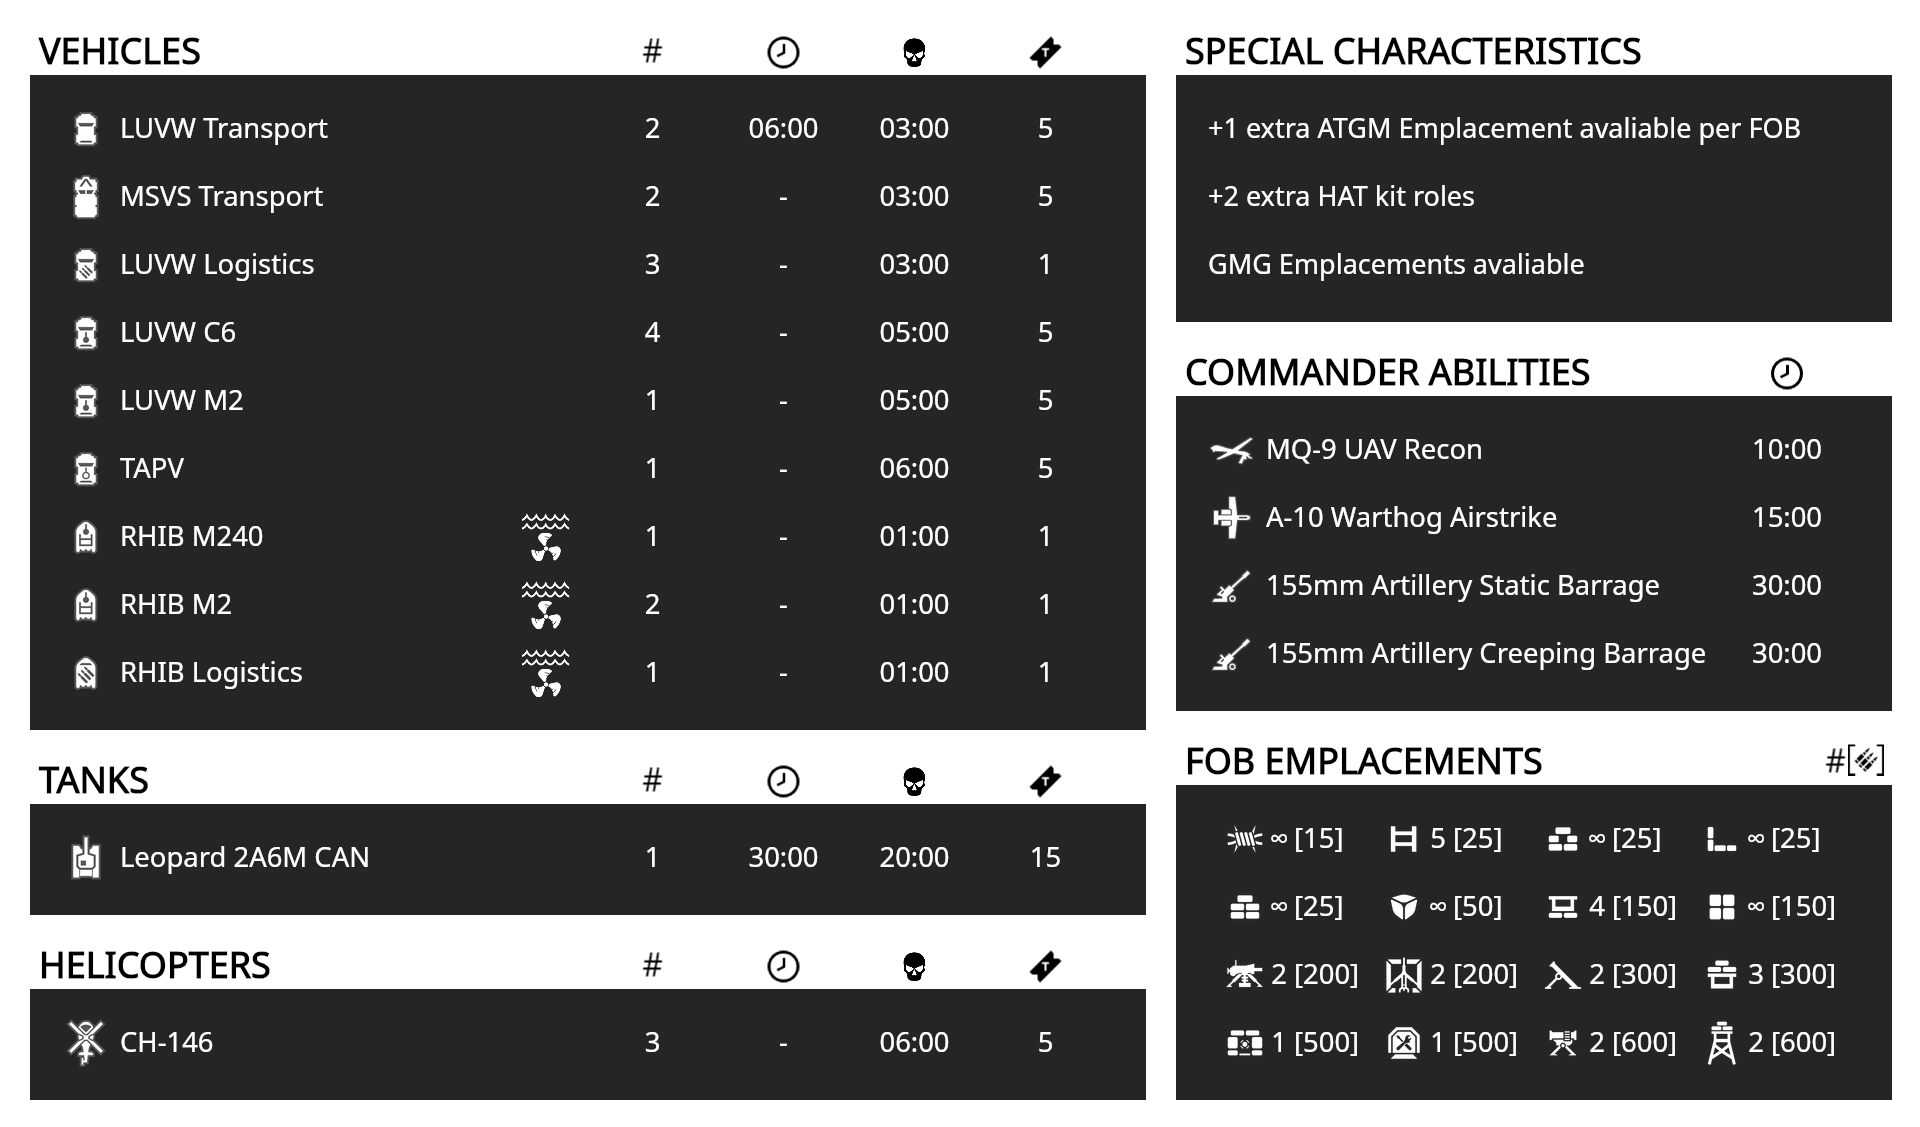 VEHICLES #
LUVW Transport 2 06:00 03:00 5
MSVS Transport 2 - 03:00 5
LUVW Logistics 3 - 03:00 1
LUVW C6 4 - 05:00 5
LUVW M2 1 - 05:00 5
TAPV 1 - 06:00 5
RHIB M240 1 - 01:00 1
RHIB M2 2 - 01:00 1
RHIB Logistics 1 - 01:00 1
TANKS #
Leopard 2A6M CAN 1 30:00 20:00 15
HELICOPTERS #
CH-146 3 - 06:00 5
SPECIAL CHARACTERISTICS
+1 extra ATGM Emplacement avaliable per FOB
+2 extra HAT kit roles
GMG Emplacements avaliable
COMMANDER ABILITIES
MQ-9 UAV Recon 10:00
A-10 Warthog Airstrike 15:00
155mm Artillery Static Barrage 30:00
155mm Artillery Creeping Barrage 30:00
FOB EMPLACEMENTS #[]
∞ [15] 5 [25] ∞ [25] ∞ [25]
∞ [25] ∞ [50] 4 [150] ∞ [150]
2 [200] 2 [200] 2 [300] 3 [300]
1 [500] 1 [500] 2 [600] 2 [600]